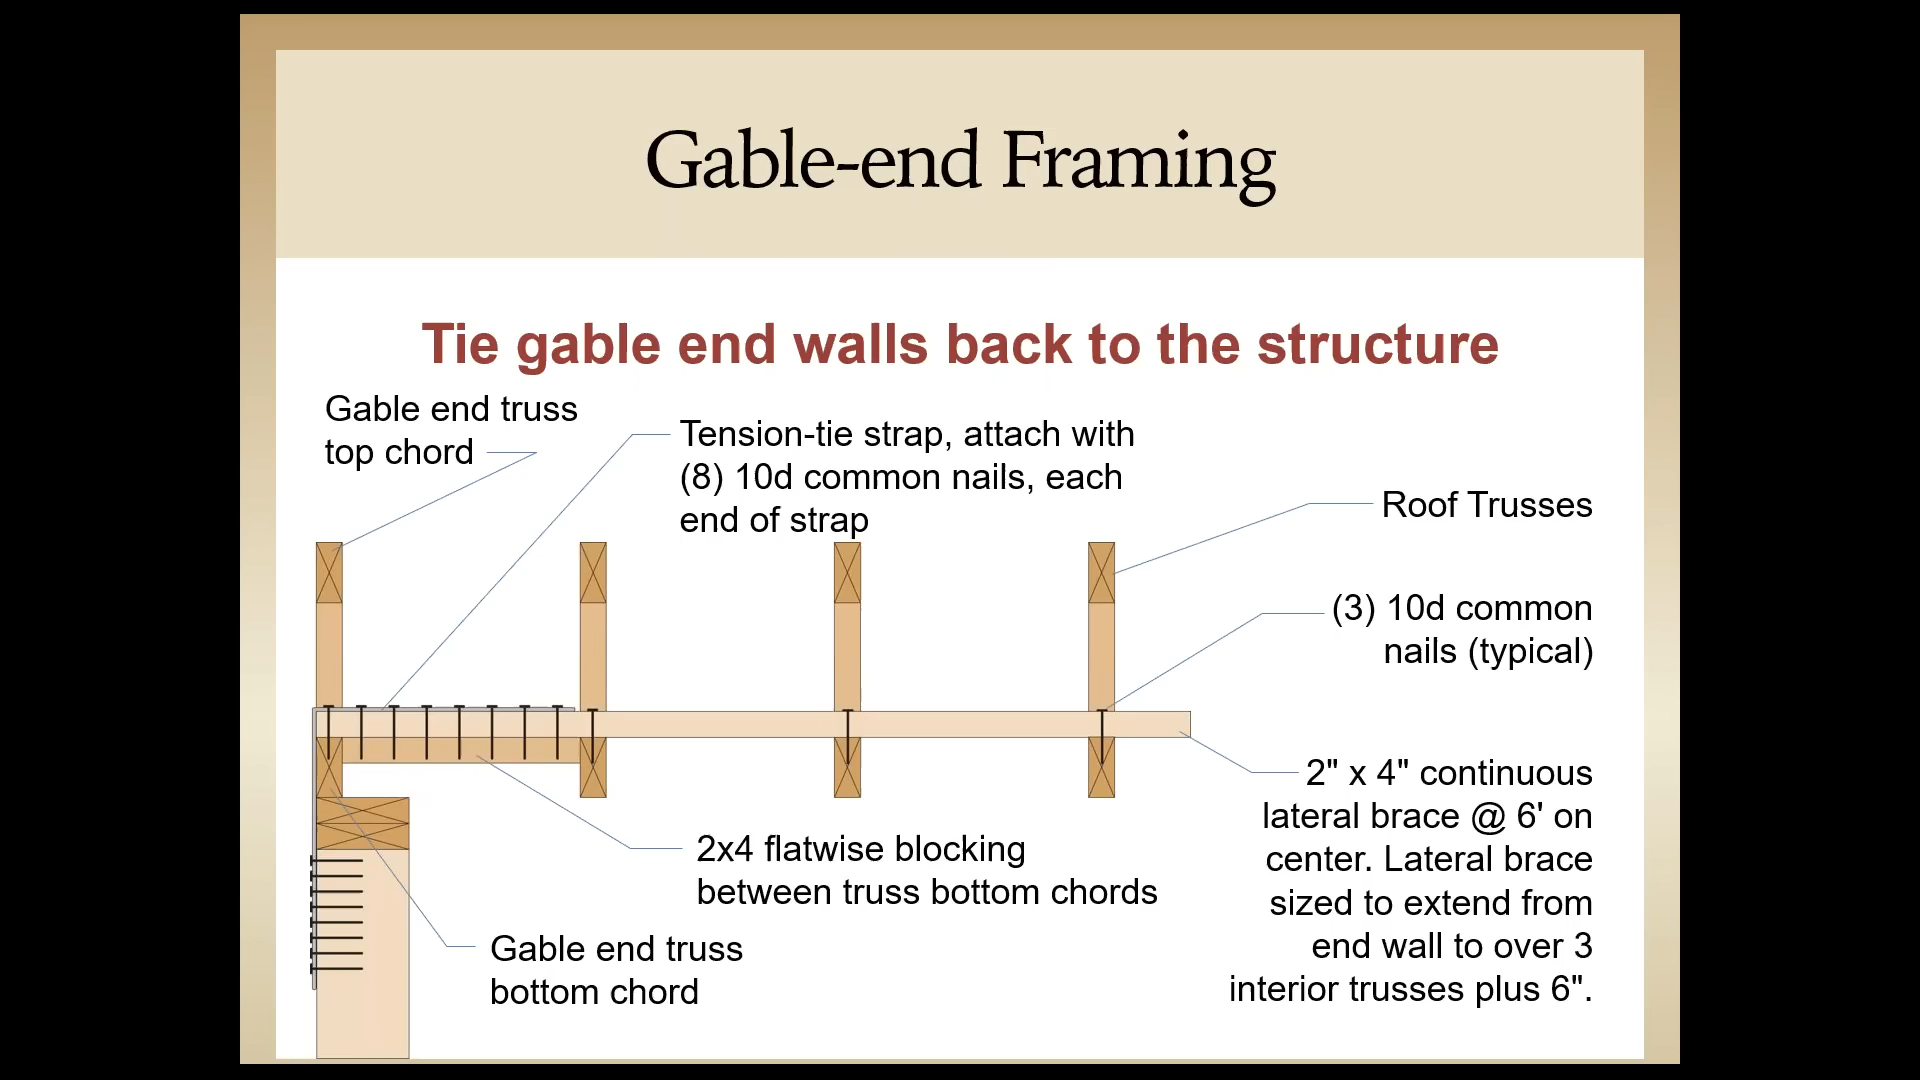 Gable-end Framing
Tie gable end walls back to the structure
Gable end truss
top chord
Tension-tie strap, attach with
(8) 10d common nails, each
end of strap
Roof Trusses
(3) 10d common
nails (typical)
2" x 4" continuous
lateral brace @ 6' on
center. Lateral brace
sized to extend from
end wall to over 3
interior trusses plus 6".
2x4 flatwise blocking
between truss bottom chords
Gable end truss
bottom chord